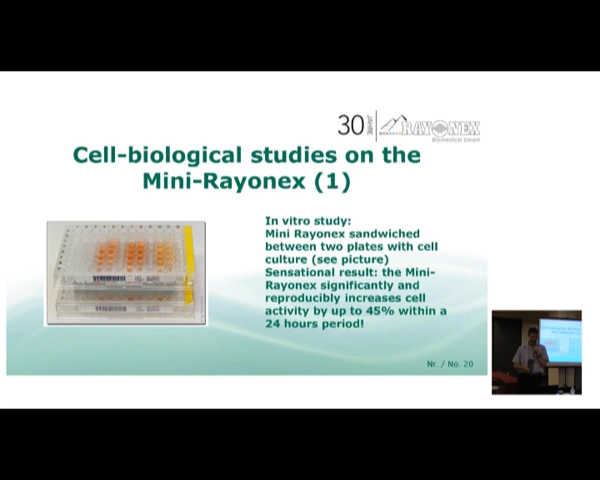 30
JAHRE
RAYONEX
Biomedical GmbH
Cell-biological studies on the
Mini-Rayonex (1)
In vitro study:
Mini Rayonex sandwiched
between two plates with cell
culture (see picture)
Sensational result: the Mini-
Rayonex significantly and
reproducibly increases cell
activity by up to 45% within a
24 hours period!
Nr. / No. 20